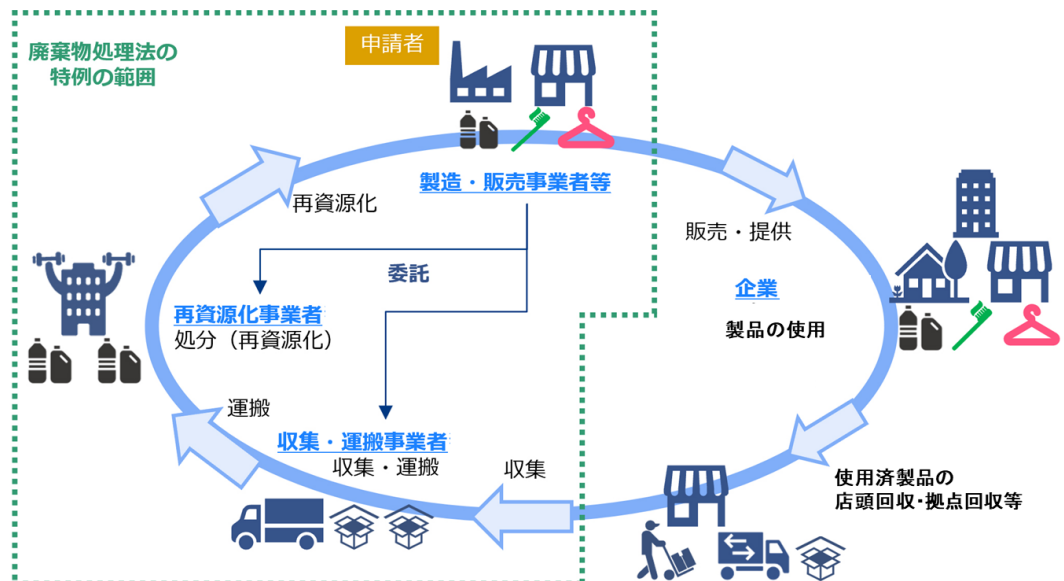 廃棄物処理法の
特例の範囲
申請者
製造・販売事業者等
再資源化
販売・提供
委託
企業
製品の使用
再資源化事業者
処分（再資源化）
運搬
収集・運搬事業者
収集・運搬
収集
使用済製品の
店頭回収･拠点回収等